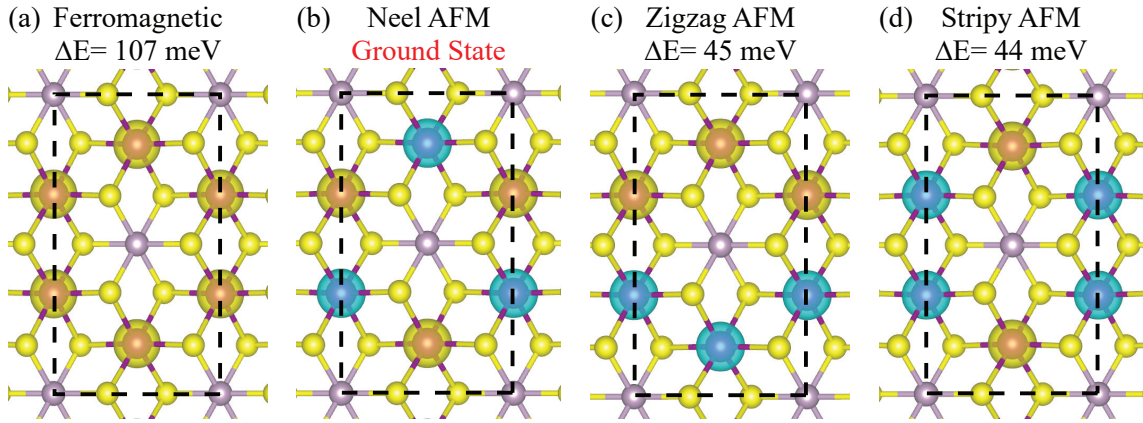 (a) Ferromagnetic
ΔE= 107 meV
(b) Neel AFM
Ground State
(c) Zigzag AFM
ΔE= 45 meV
(d) Stripy AFM
ΔE= 44 meV